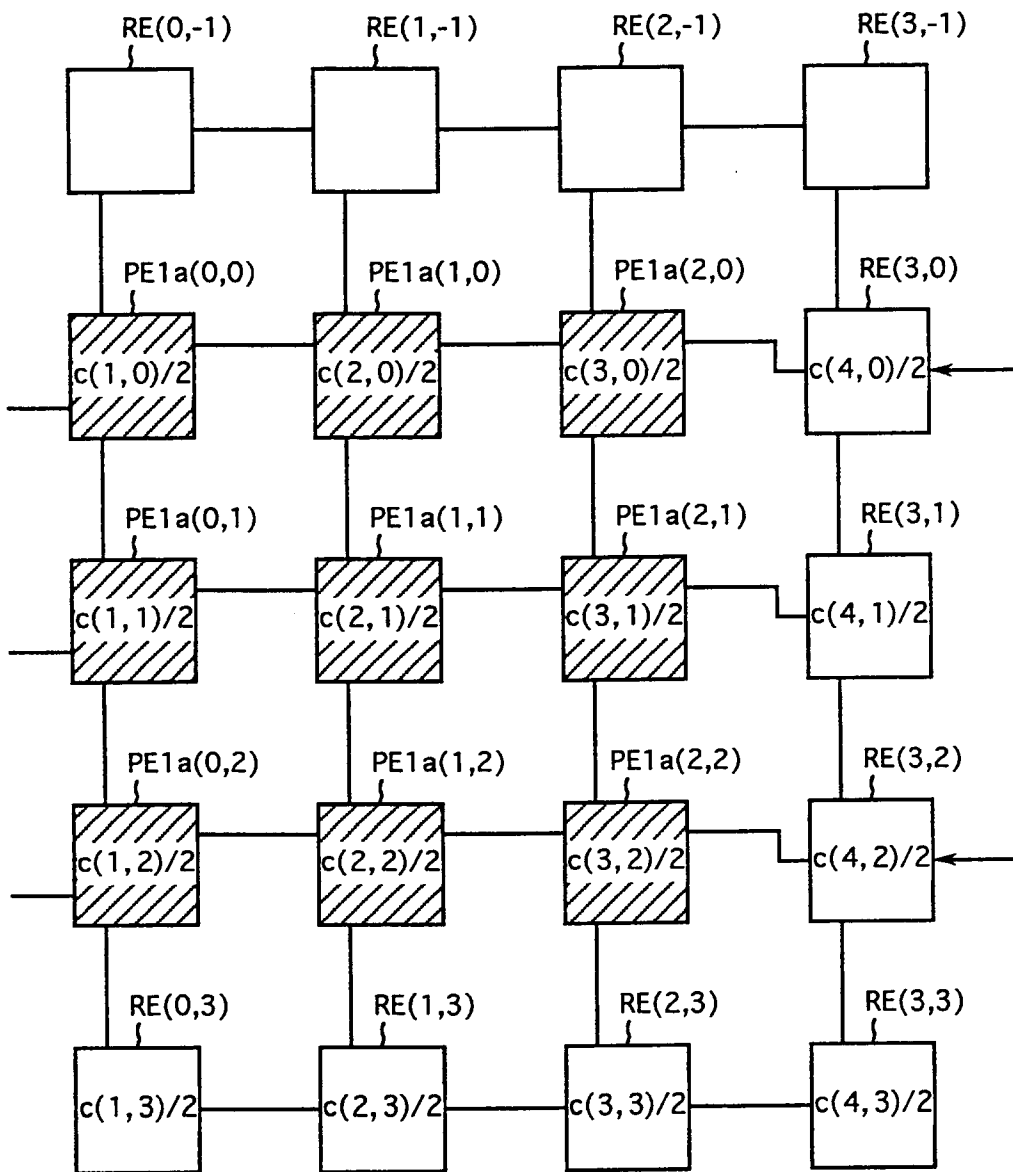 RE(0,-1) RE(1,-1) RE(2,-1) RE(3,-1)
PE1a(0,0) PE1a(1,0) PE1a(2,0) RE(3,0)
c(1,0)/2 c(2,0)/2 c(3,0)/2 c(4,0)/2
PE1a(0,1) PE1a(1,1) PE1a(2,1) RE(3,1)
c(1,1)/2 c(2,1)/2 c(3,1)/2 c(4,1)/2
PE1a(0,2) PE1a(1,2) PE1a(2,2) RE(3,2)
c(1,2)/2 c(2,2)/2 c(3,2)/2 c(4,2)/2
RE(0,3) RE(1,3) RE(2,3) RE(3,3)
c(1,3)/2 c(2,3)/2 c(3,3)/2 c(4,3)/2